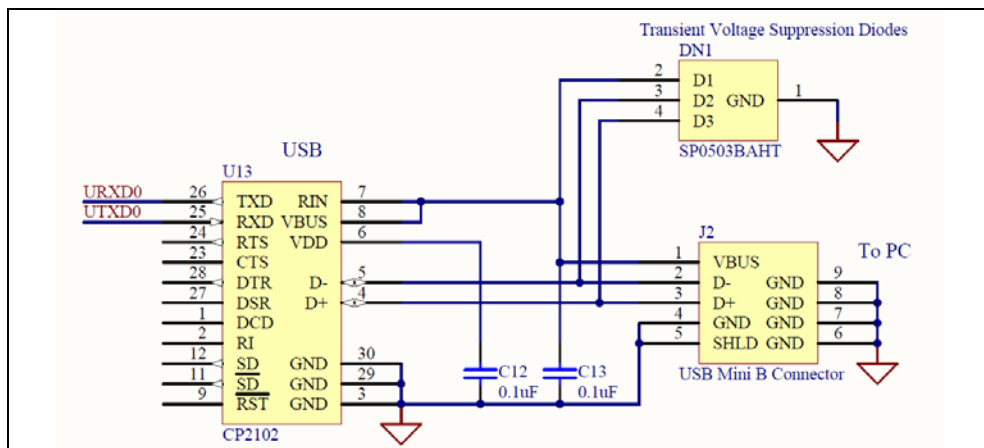 Transient Voltage Suppression Diodes
DN1
2 D1
3 D2 GND 1
4 D3
SP0503BAHT
USB
U13
URXD0 26 TXD RIN 7
UTXD0 25 RXD VBUS 8
24 RTS VDD 6
23 CTS
28 DTR D- 5
27 DSR D+ 4
1 DCD
2 RI
12 SD GND 30
11 SD GND 29
9 RST GND 3
CP2102
C12
0.1uF
C13
0.1uF
J2
To PC
1 VBUS
2 D- GND 9
3 D+ GND 8
4 GND GND 7
5 SHLD GND 6
USB Mini B Connector